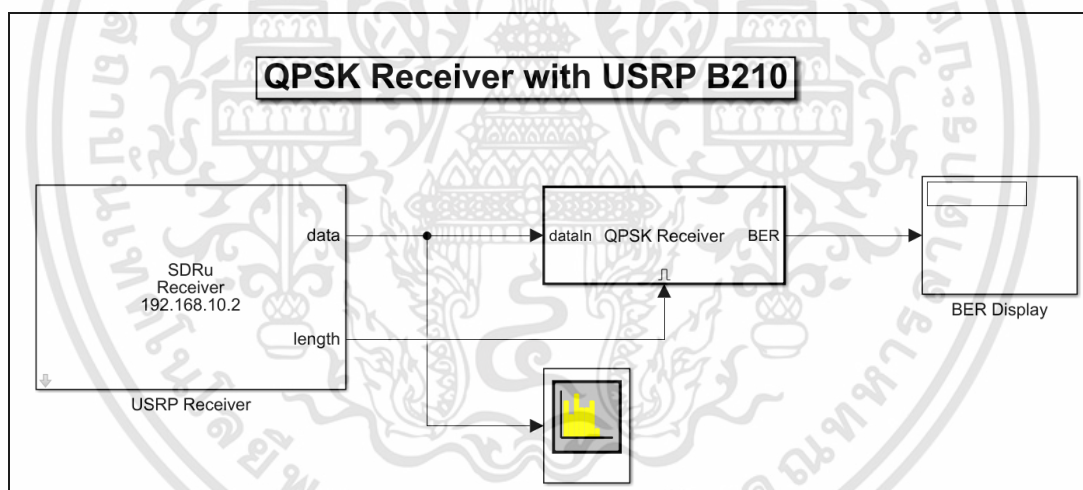 QPSK Receiver with USRP B210
data
SDRu
Receiver
192.168.10.2
length
USRP Receiver
dataIn
QPSK Receiver
BER
BER Display